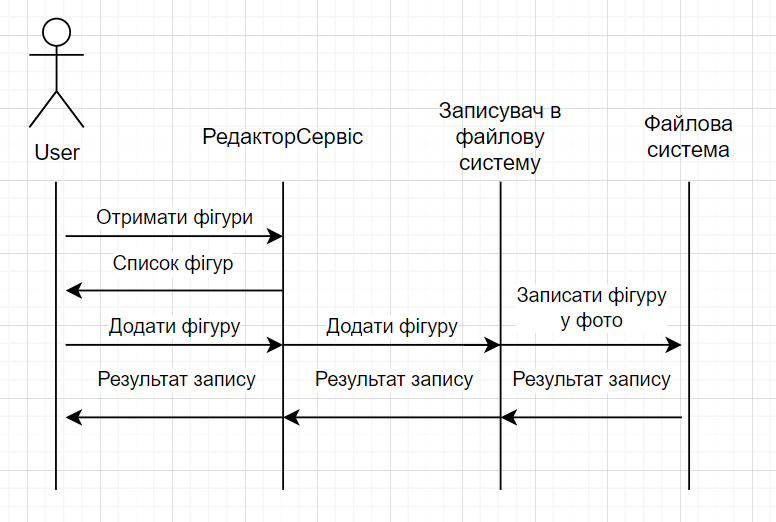 User
РедакторСервіс
Записувач в
файлову
систему
Файлова
система
Отримати фігури
Список фігур
Додати фігуру
Додати фігуру
Записати фігуру
у фото
Результат запису
Результат запису
Результат запису